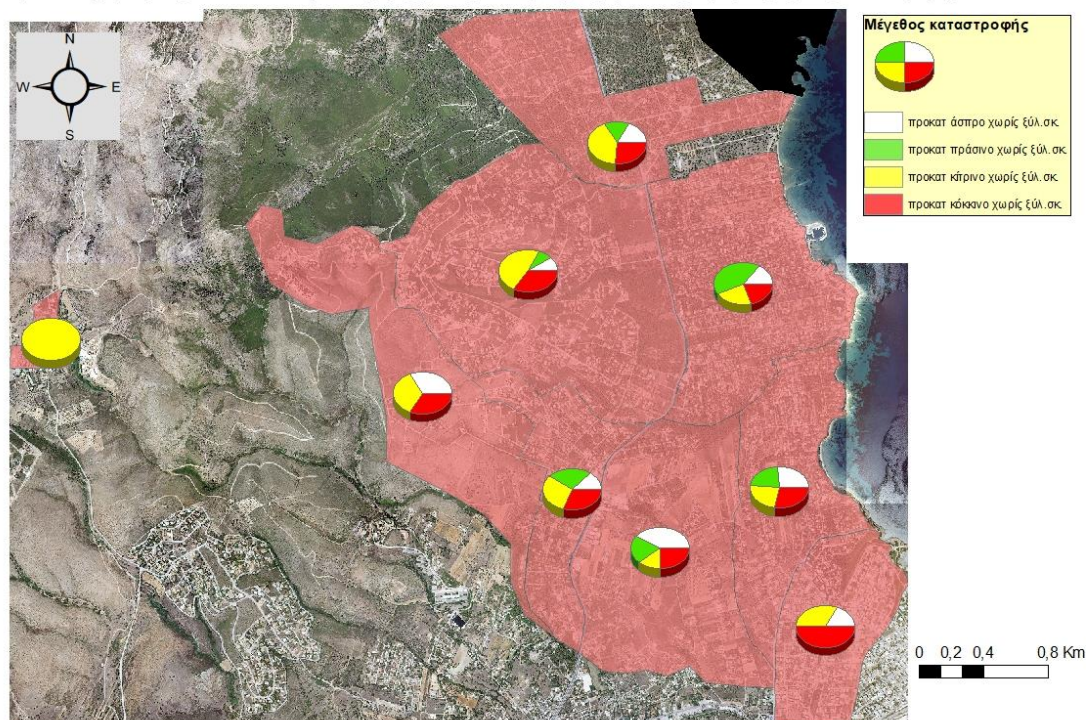 N
W E
S
Μέγεθος καταστροφής
προκατ άσπρο χωρίς ξύλ.σκ.
προκατ πράσινο χωρίς ξύλ.σκ.
προκατ κίτρινο χωρίς ξύλ.σκ.
προκατ κόκκινο χωρίς ξύλ.σκ.
0 0,2 0,4 0,8 Km